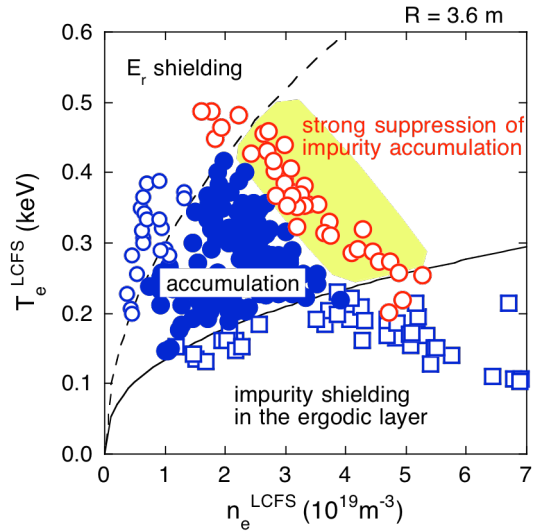 R = 3.6 m
0.6
0.5
0.4
0.3
0.2
0.1
0.0
T_e^LCFS (keV)
E_r shielding
strong suppression of
impurity accumulation
accumulation
impurity shielding
in the ergodic layer
0 1 2 3 4 5 6 7
n_e^LCFS (10^19 m^-3)